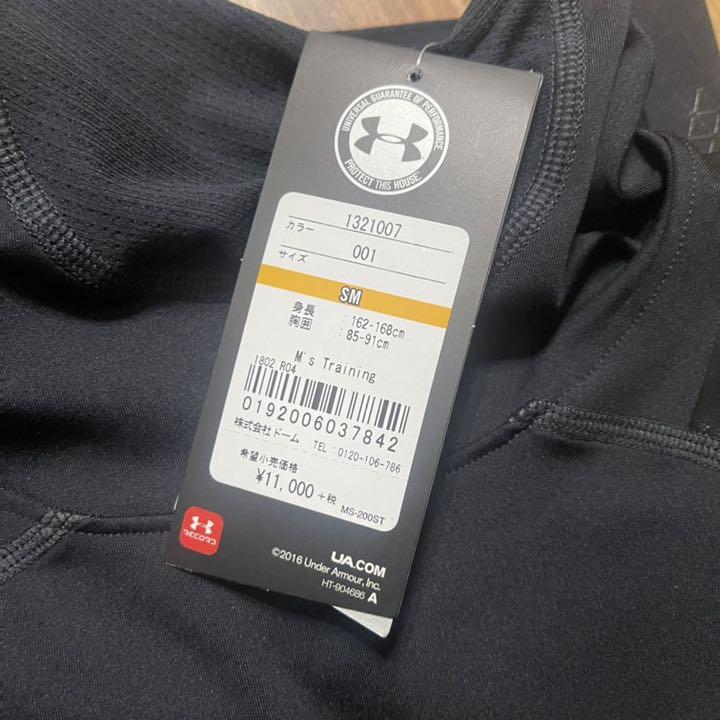 UNIVERSAL GUARANTEE OF PERFORMANCE
PROTECT THIS HOUSE.
1321007
カラー
001
サイズ
SM
身長 : 162-168cm
胸囲 : 85-91cm
M's Training
1802 R04
0192006037842
株式会社ドーム TEL : 0120-106-786
希望小売価格
¥11,000 +税
MS-200ST
RECORD
UA.COM
©2016 Under Armour, Inc.
HT-904686 A